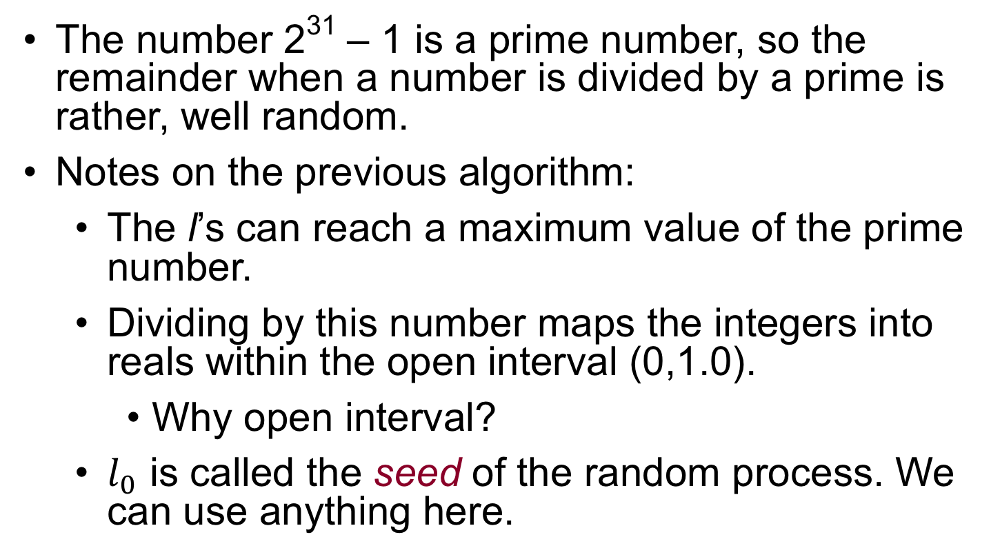 • The number 2³¹ – 1 is a prime number, so the
remainder when a number is divided by a prime is
rather, well random.
• Notes on the previous algorithm:
• The l’s can reach a maximum value of the prime
number.
• Dividing by this number maps the integers into
reals within the open interval (0,1.0).
• Why open interval?
• l₀ is called the seed of the random process. We
can use anything here.